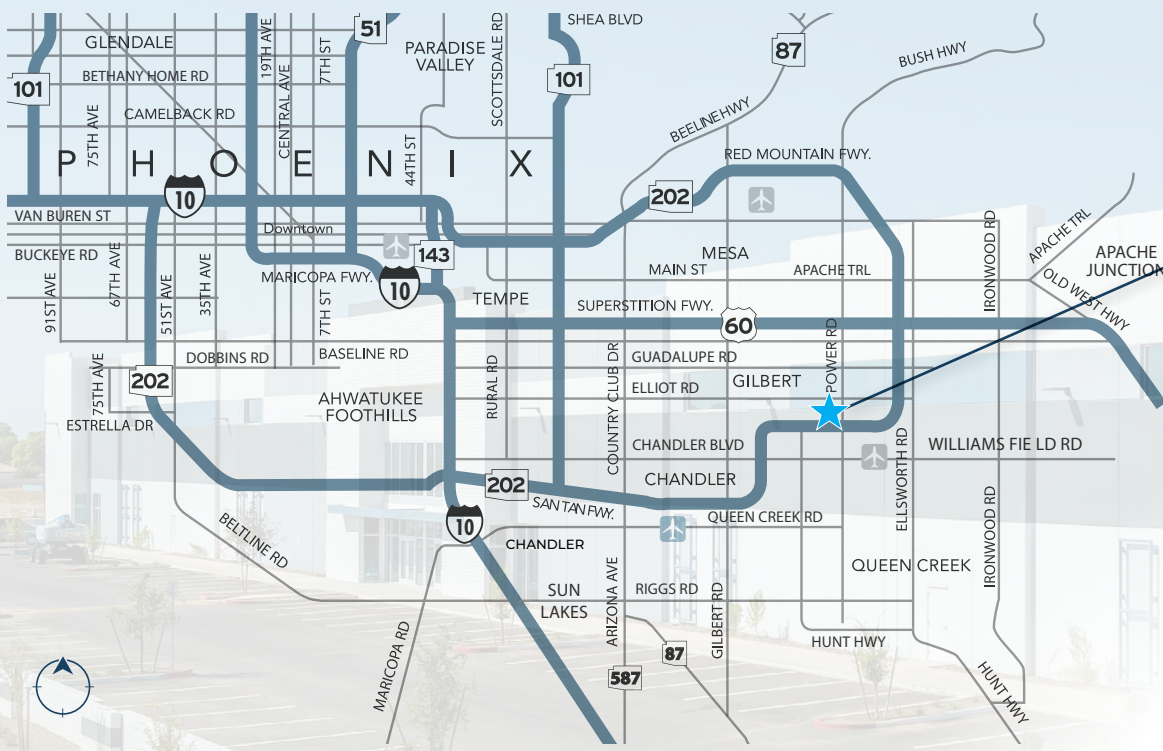 SHEA BLVD
51
87
GLENDALE
19TH AVE
7TH ST
PARADISE
VALLEY
SCOTTSDALE RD
BUSH HWY
101
BETHANY HOME RD
101
CENTRAL AVE
CAMELBACK RD
BEELINE HWY
75TH AVE
PHOENIX
44TH ST
RED MOUNTAIN FWY.
10
202
VAN BUREN ST
Downtown
IRONWOOD RD
APACHE TRL
BUCKEYE RD
143
MESA
APACHE
JUNCTION
MARICOPA FWY.
MAIN ST
APACHE TRL
91ST AVE
67TH AVE
51ST AVE
35TH AVE
10
TEMPE
OLD WEST HWY
7TH ST
SUPERSTITION FWY.
60
DOBBINS RD
BASELINE RD
GUADALUPE RD
POWER RD
75TH AVE
202
RURAL RD
COUNTRY CLUB DR
ELLIOT RD
GILBERT
AHWATUKEE
FOOTHILLS
ESTRELLA DR
CHANDLER BLVD
WILLIAMS FIE LD RD
CHANDLER
ELLSWORTH RD
202
SAN TAN FWY.
QUEEN CREEK RD
10
BELTLINE RD
CHANDLER
IRONWOOD RD
QUEEN CREEK
SUN
LAKES
ARIZONA AVE
RIGGS RD
GILBERT RD
MARICOPA RD
HUNT HWY
87
587
HUNT HWY